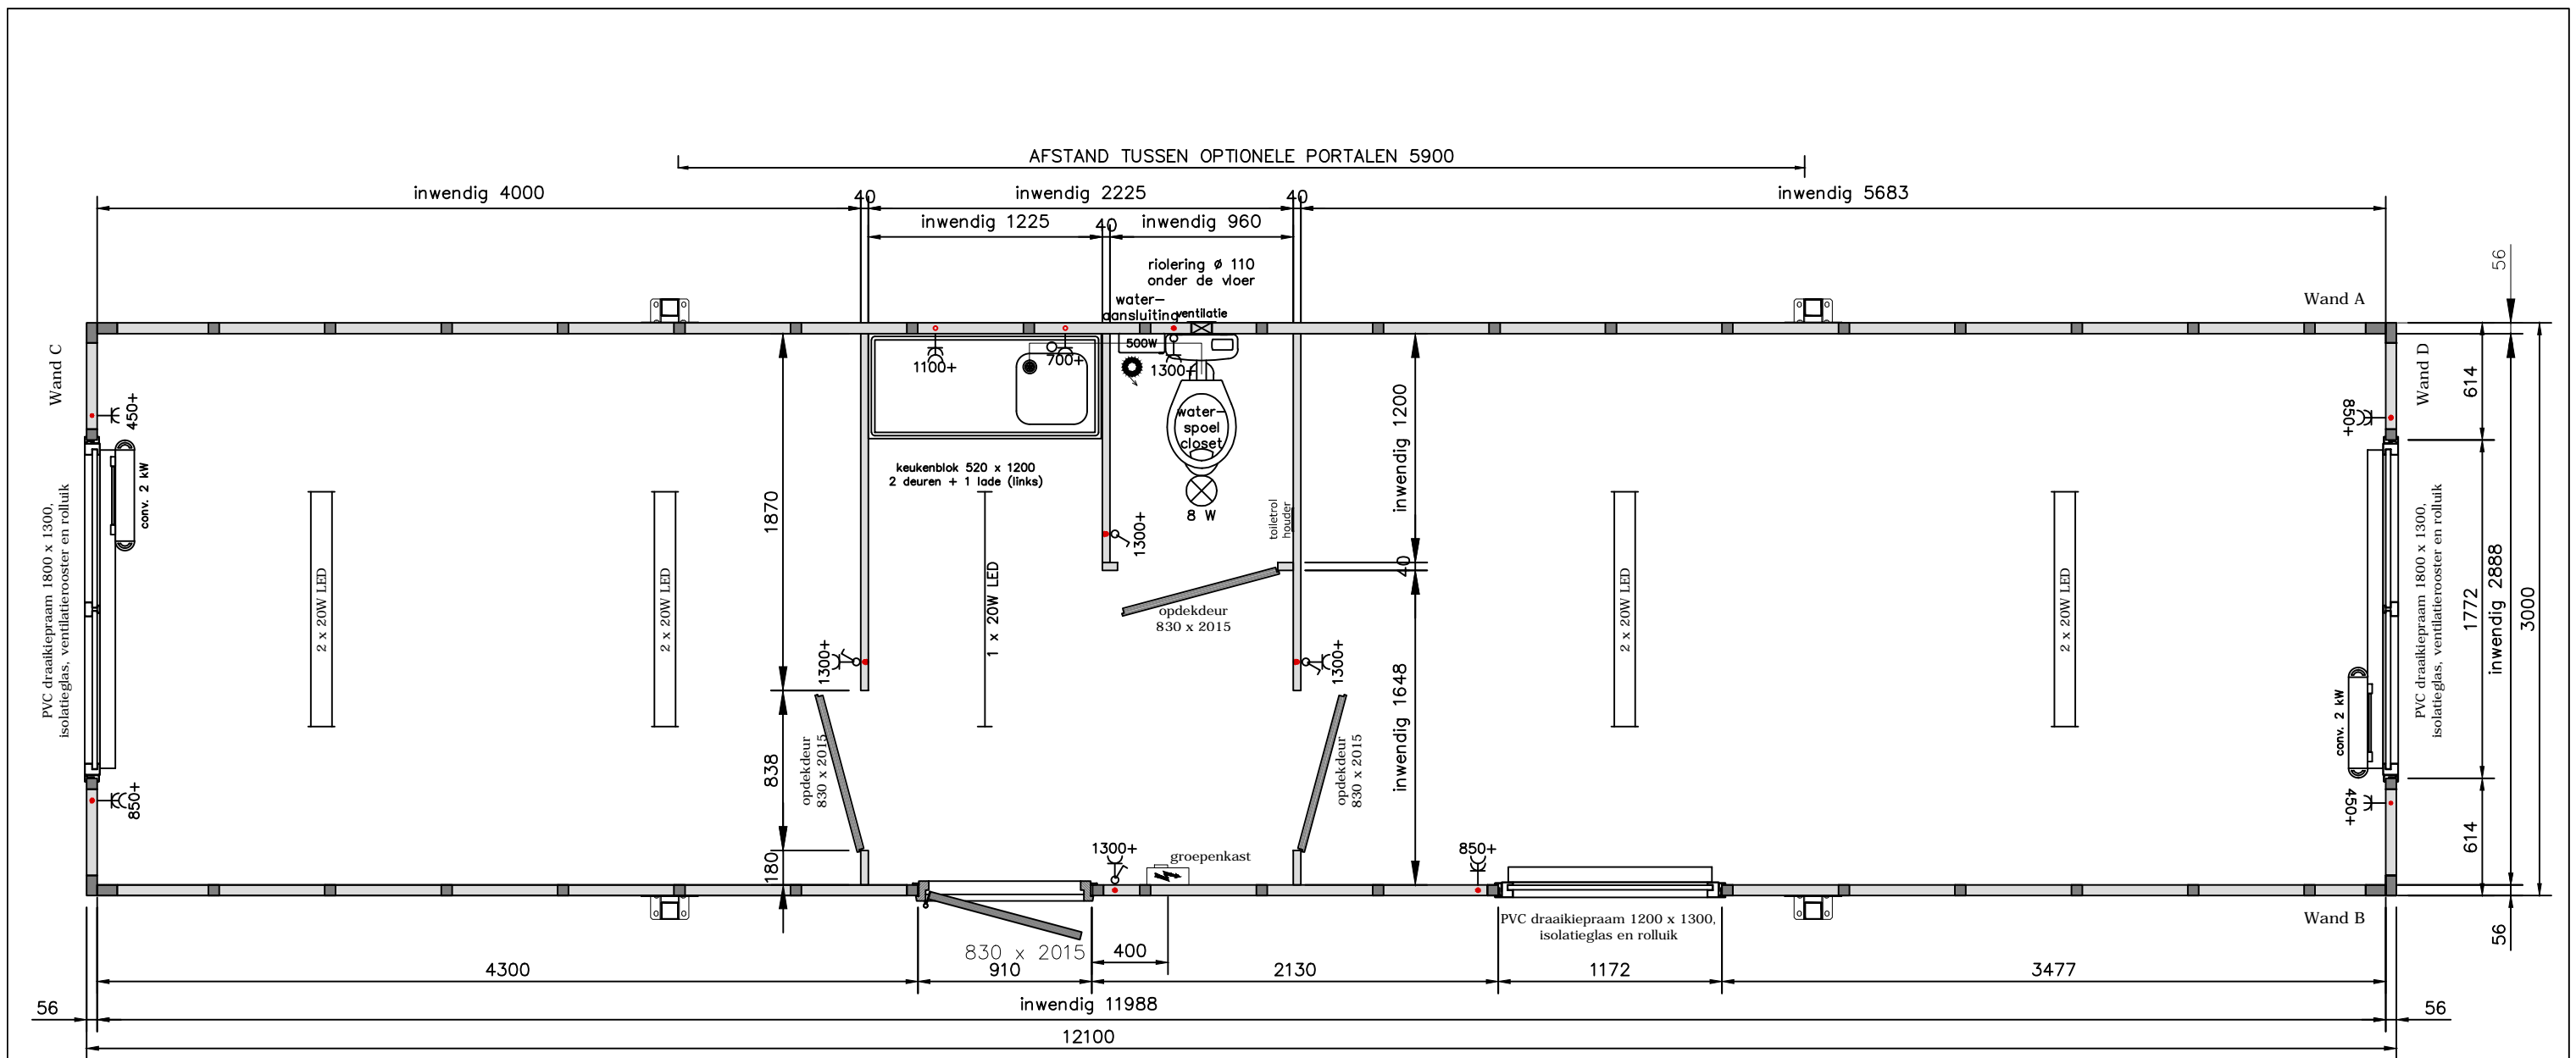 AFSTAND TUSSEN OPTIONELE PORTALEN 5900
inwendig 4000
40
inwendig 2225
40
inwendig 5683
inwendig 1225
40
inwendig 960
riolering ø 110
onder de vloer
water-
aansluiting
ventilatie
56
Wand A
Wand C
Wand D
500W
1100+
700+
1300+
water-
spoel
closet
8 W
keukenblok 520 x 1200
2 deuren + 1 lade (links)
450+
conv. 2 kW
PVC draaikiepraam 1800 x 1300,
isolatieglas, ventilatierooster en rolluik
850+
2 x 20W LED
2 x 20W LED
1870
838
180
1300+
opdekdeur
830 x 2015
1 x 20W LED
1300+
toiletrol
houder
opdekdeur
830 x 2015
1300+
opdekdeur
830 x 2015
inwendig 1200
40
inwendig 1648
2 x 20W LED
2 x 20W LED
850+
conv. 2 kW
450+
PVC draaikiepraam 1800 x 1300,
isolatieglas, ventilatierooster en rolluik
614
1772
614
inwendig 2888
3000
56
1300+
groepenkast
850+
PVC draaikiepraam 1200 x 1300,
isolatieglas en rolluik
Wand B
830 x 2015
400
4300
910
2130
1172
3477
56
inwendig 11988
56
12100